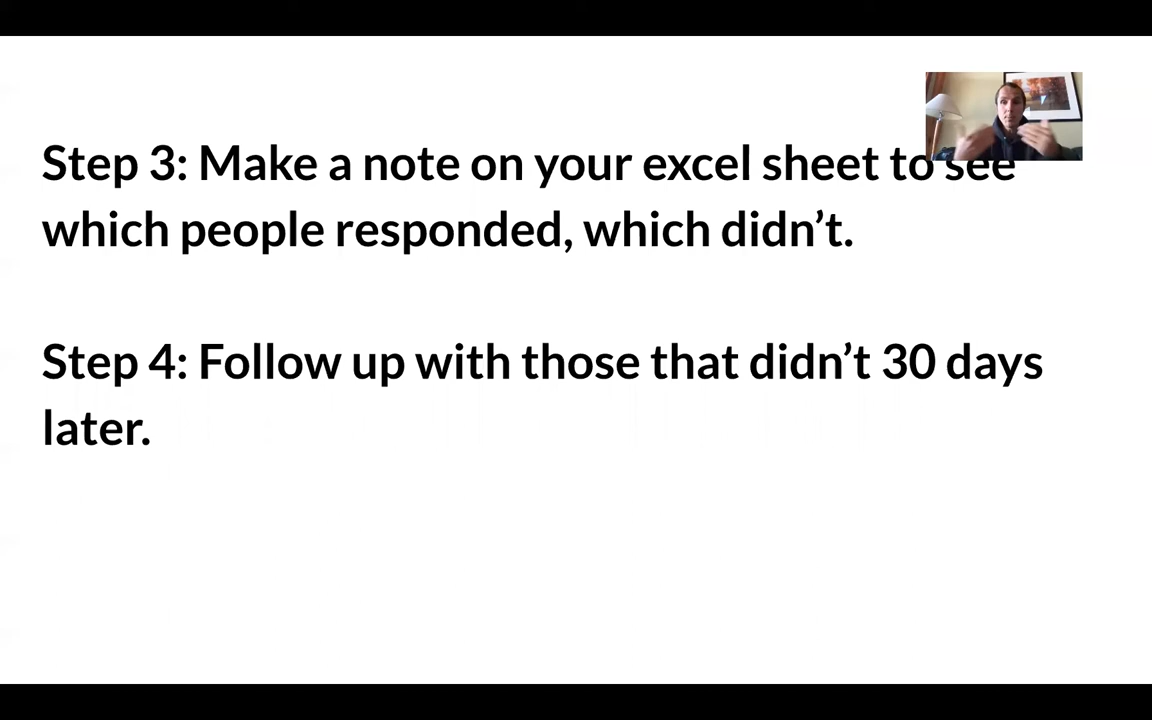 Step 3: Make a note on your excel sheet to see
which people responded, which didn’t.
Step 4: Follow up with those that didn’t 30 days
later.